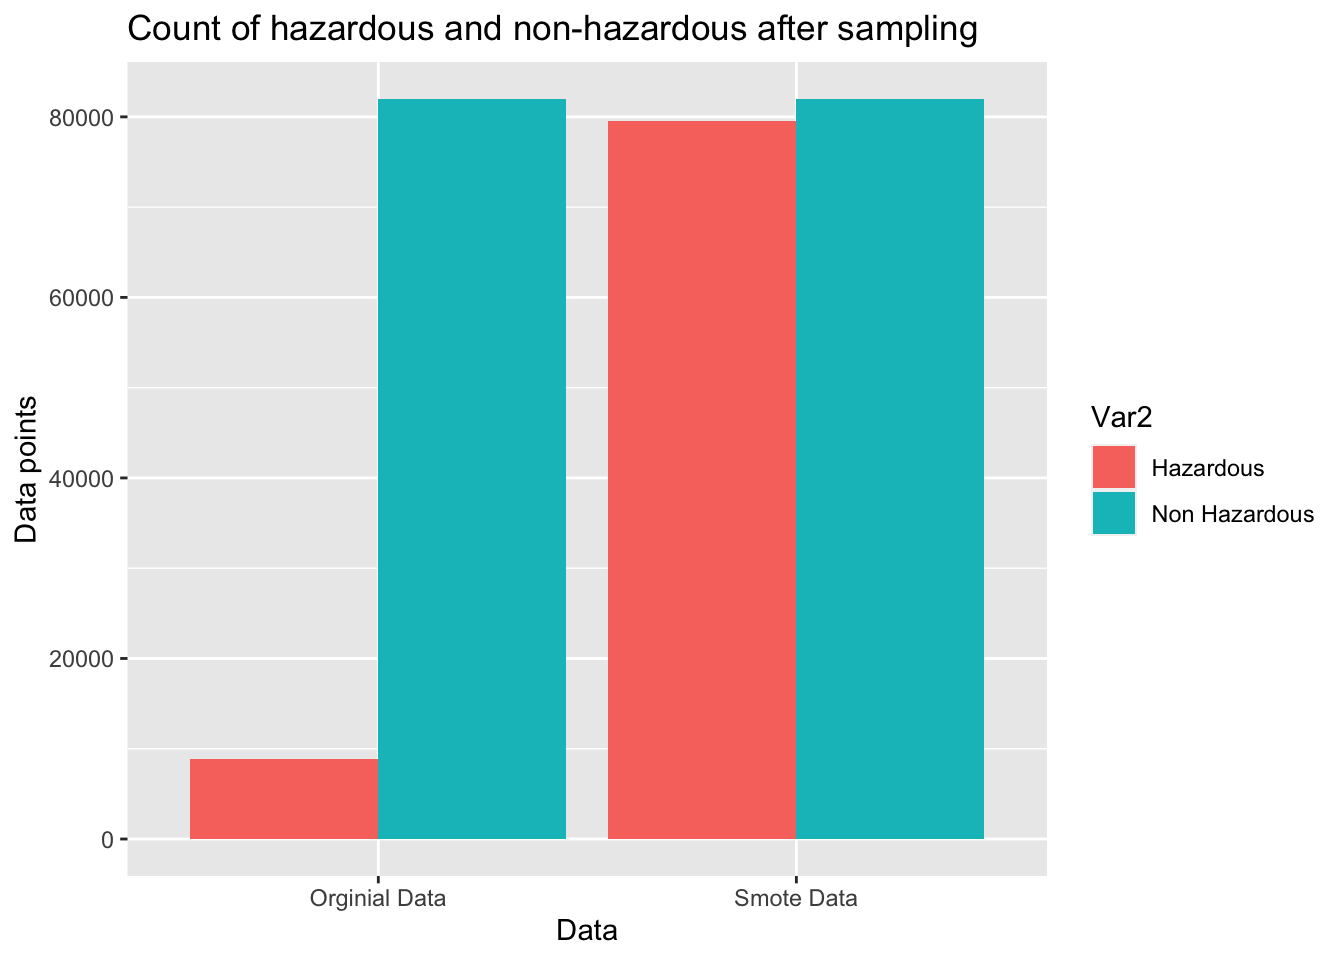 Count of hazardous and non-hazardous after sampling
80000
60000
40000
20000
0
Data points
Orginial Data
Smote Data
Data
Var2
Hazardous
Non Hazardous